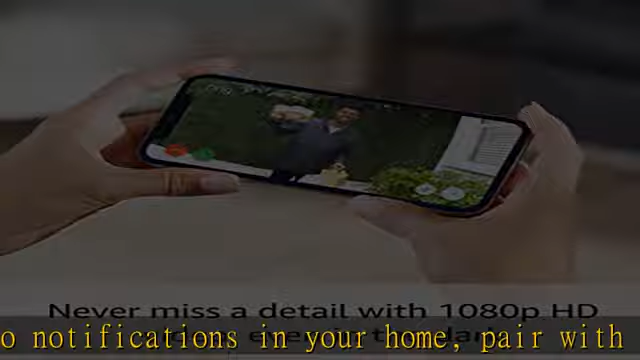 Never miss a detail with 1080p HD
o notifications in your home, pair with